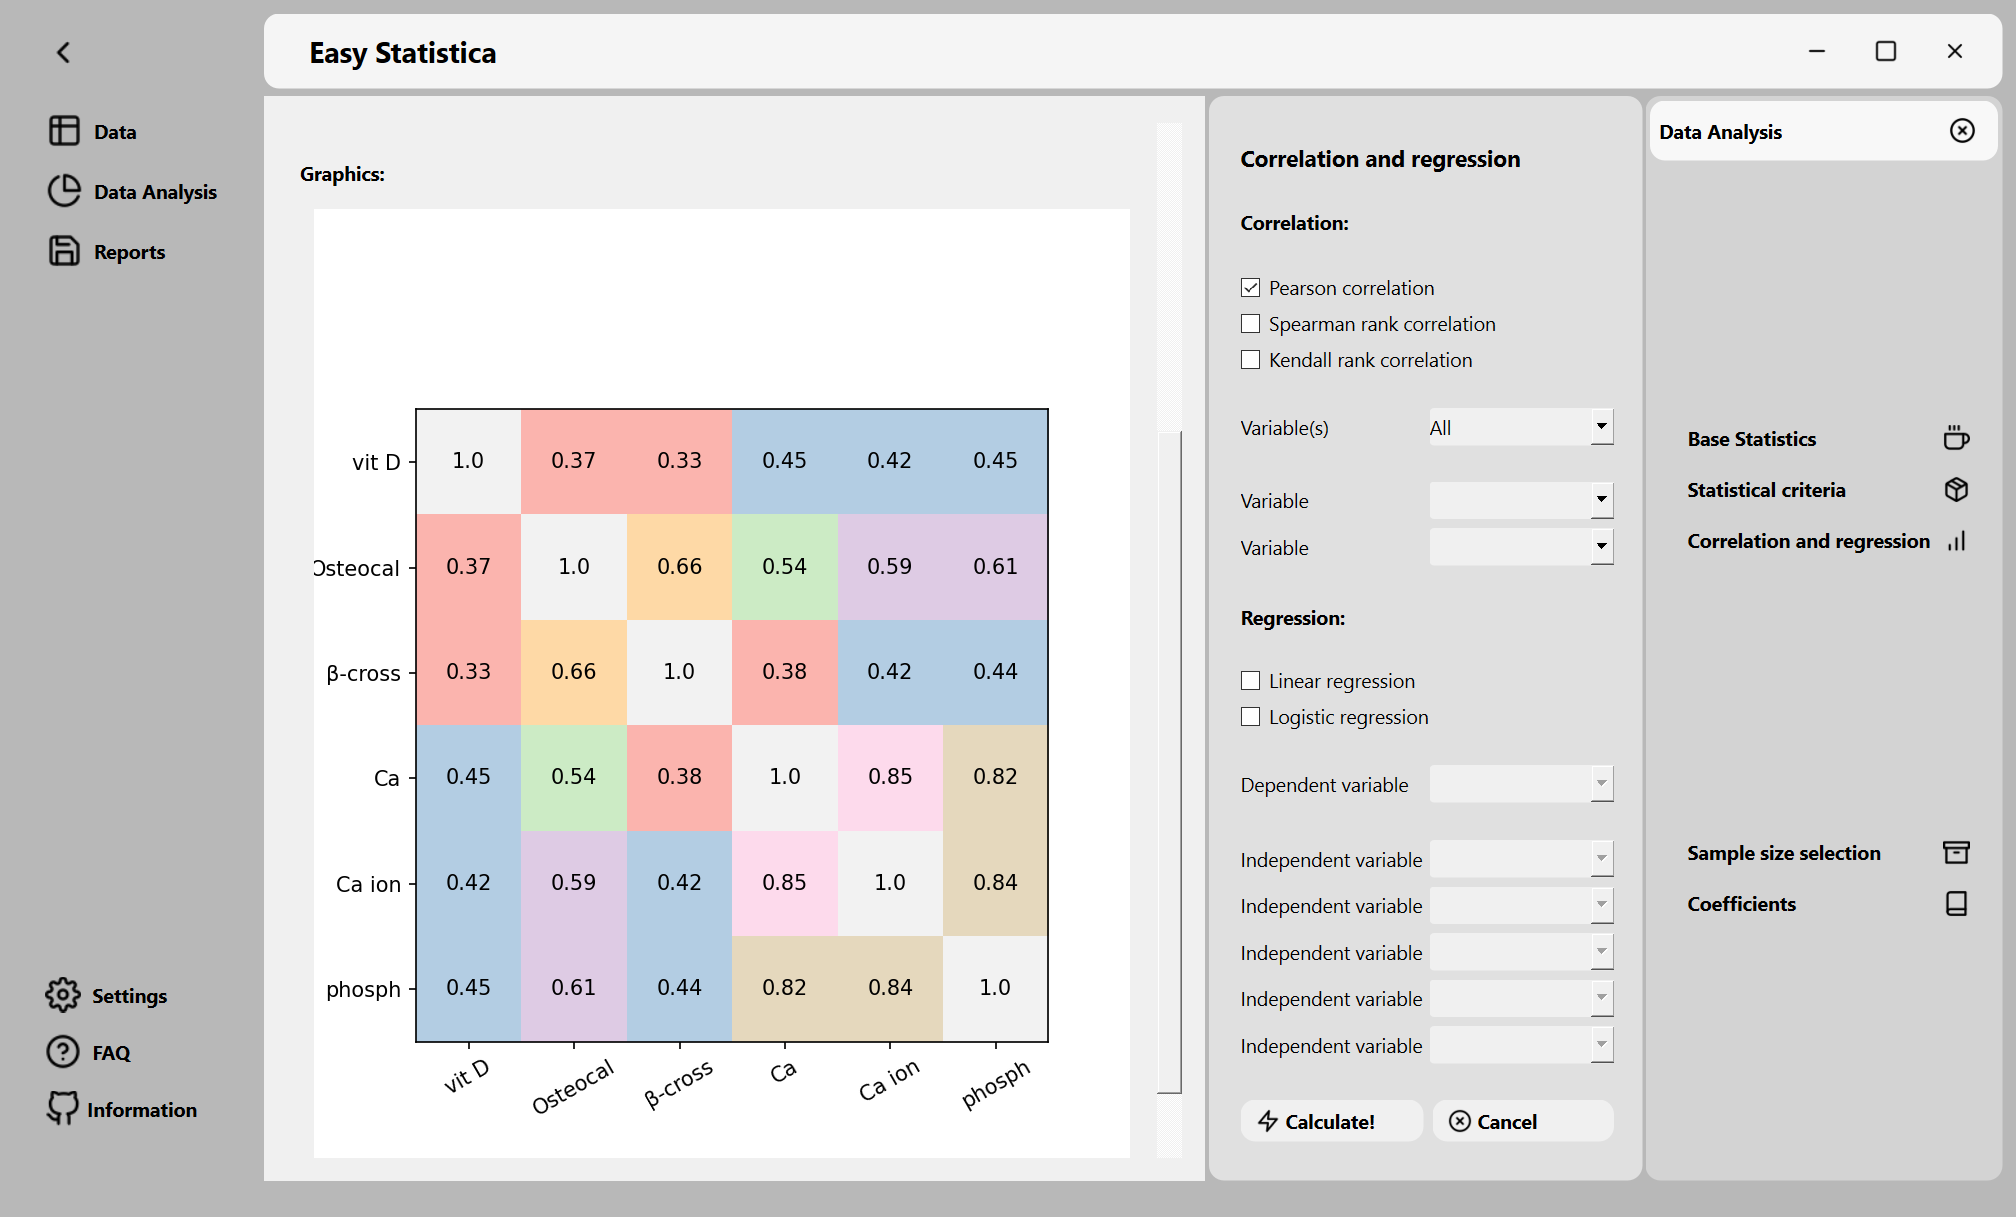 Easy Statistica
Data
Data Analysis
Reports
Settings
FAQ
Information
Graphics:
vit D 1.0 0.37 0.33 0.45 0.42 0.45
Osteocal 0.37 1.0 0.66 0.54 0.59 0.61
β-cross 0.33 0.66 1.0 0.38 0.42 0.44
Ca 0.45 0.54 0.38 1.0 0.85 0.82
Ca ion 0.42 0.59 0.42 0.85 1.0 0.84
phosph 0.45 0.61 0.44 0.82 0.84 1.0
vit D Osteocal β-cross Ca Ca ion phosph
Correlation and regression
Correlation:
Pearson correlation
Spearman rank correlation
Kendall rank correlation
Variable(s) All
Variable
Variable
Regression:
Linear regression
Logistic regression
Dependent variable
Independent variable
Independent variable
Independent variable
Independent variable
Independent variable
Calculate! Cancel
Data Analysis
Base Statistics
Statistical criteria
Correlation and regression
Sample size selection
Coefficients